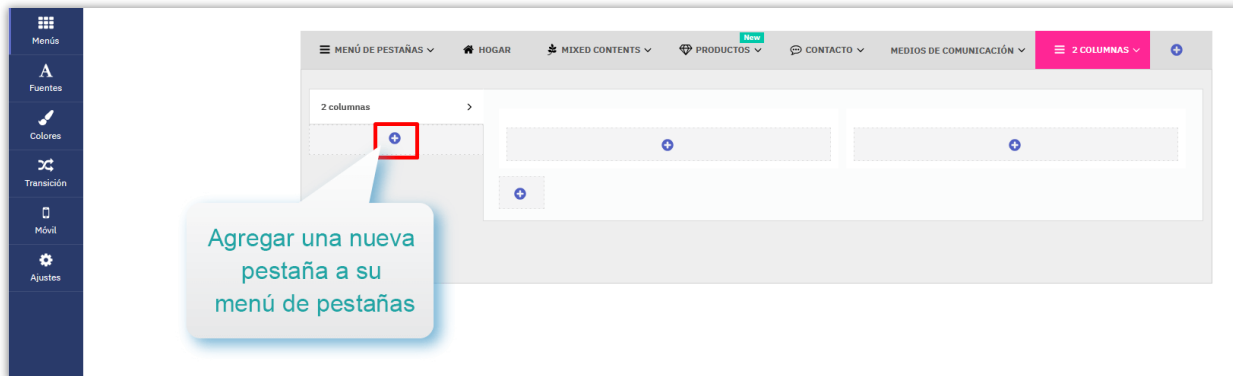 Menús
Fuentes
Colores
Transición
Móvil
Ajustes
New
MENÚ DE PESTAÑAS HOGAR MIXED CONTENTS PRODUCTOS CONTACTO MEDIOS DE COMUNICACIÓN 2 COLUMNAS
2 columnas
Agregar una nueva
pestaña a su
menú de pestañas